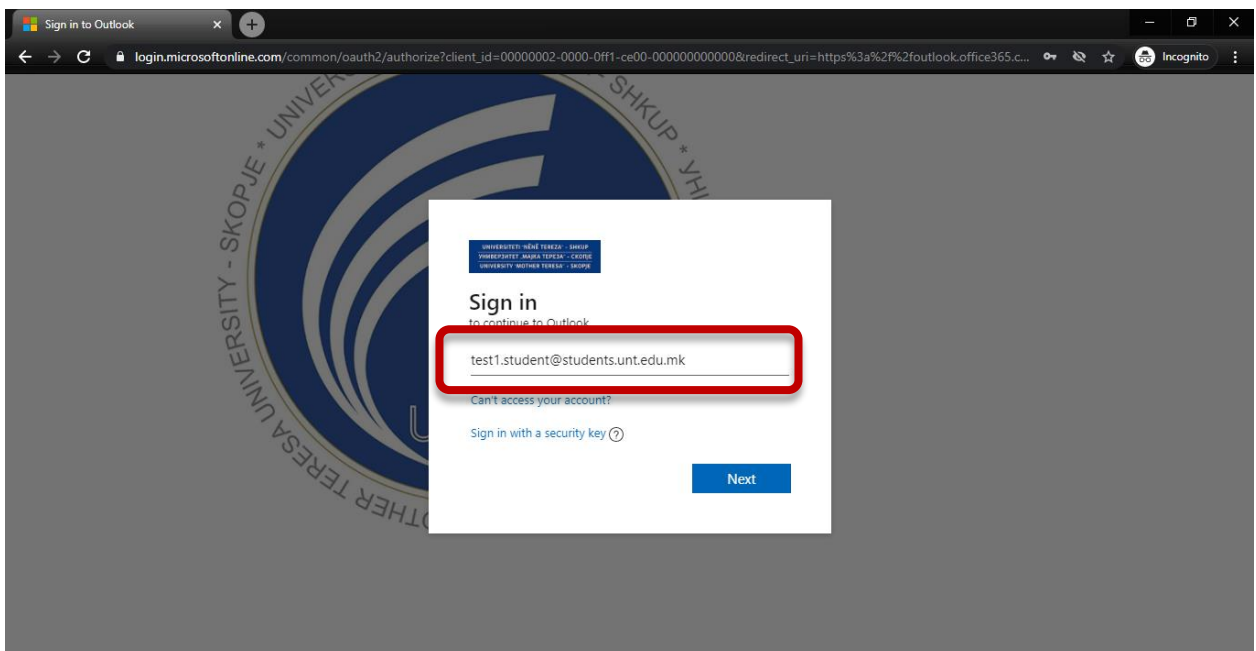 Sign in to Outlook
login.microsoftonline.com/common/oauth2/authorize?client_id=00000002-0000-0ff1-ce00-000000000000&redirect_uri=https%3a%2f%2foutlook.office365.c...
Incognito
UNIVERSITETI "NËNË TEREZA" - SHKUP
УНИВЕРЗИТЕТ „МАЈКА ТЕРЕЗА“ - СКОПЈЕ
UNIVERSITY "MOTHER TERESA" - SKOPJE
Sign in
to continue to Outlook
test1.student@students.unt.edu.mk
Can't access your account?
Sign in with a security key
Next
OTHER TERESA UNIVERSITY - SKOPJE * UNIVER
- SHKUP * УНИ
U